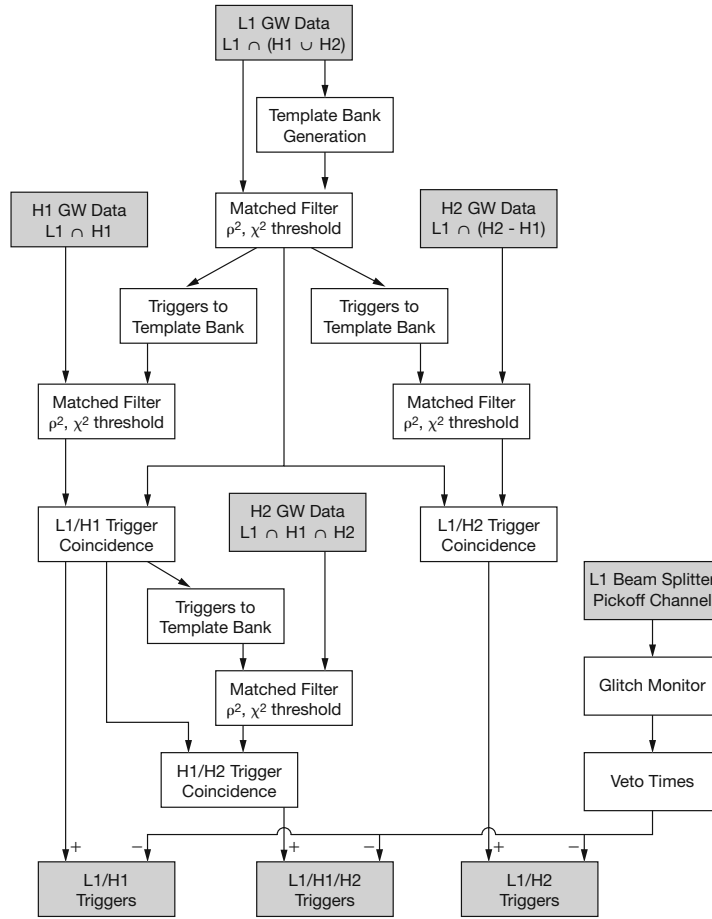 L1 GW Data
L1 ∩ (H1 ∪ H2)
Template Bank
Generation
H1 GW Data
L1 ∩ H1
Matched Filter
ρ², χ² threshold
H2 GW Data
L1 ∩ (H2 - H1)
Triggers to
Template Bank
Triggers to
Template Bank
Matched Filter
ρ², χ² threshold
Matched Filter
ρ², χ² threshold
L1/H1 Trigger
Coincidence
H2 GW Data
L1 ∩ H1 ∩ H2
L1/H2 Trigger
Coincidence
L1 Beam Splitter
Pickoff Channel
Triggers to
Template Bank
Matched Filter
ρ², χ² threshold
Glitch Monitor
H1/H2 Trigger
Coincidence
Veto Times
+ − + − + −
L1/H1
Triggers
L1/H1/H2
Triggers
L1/H2
Triggers